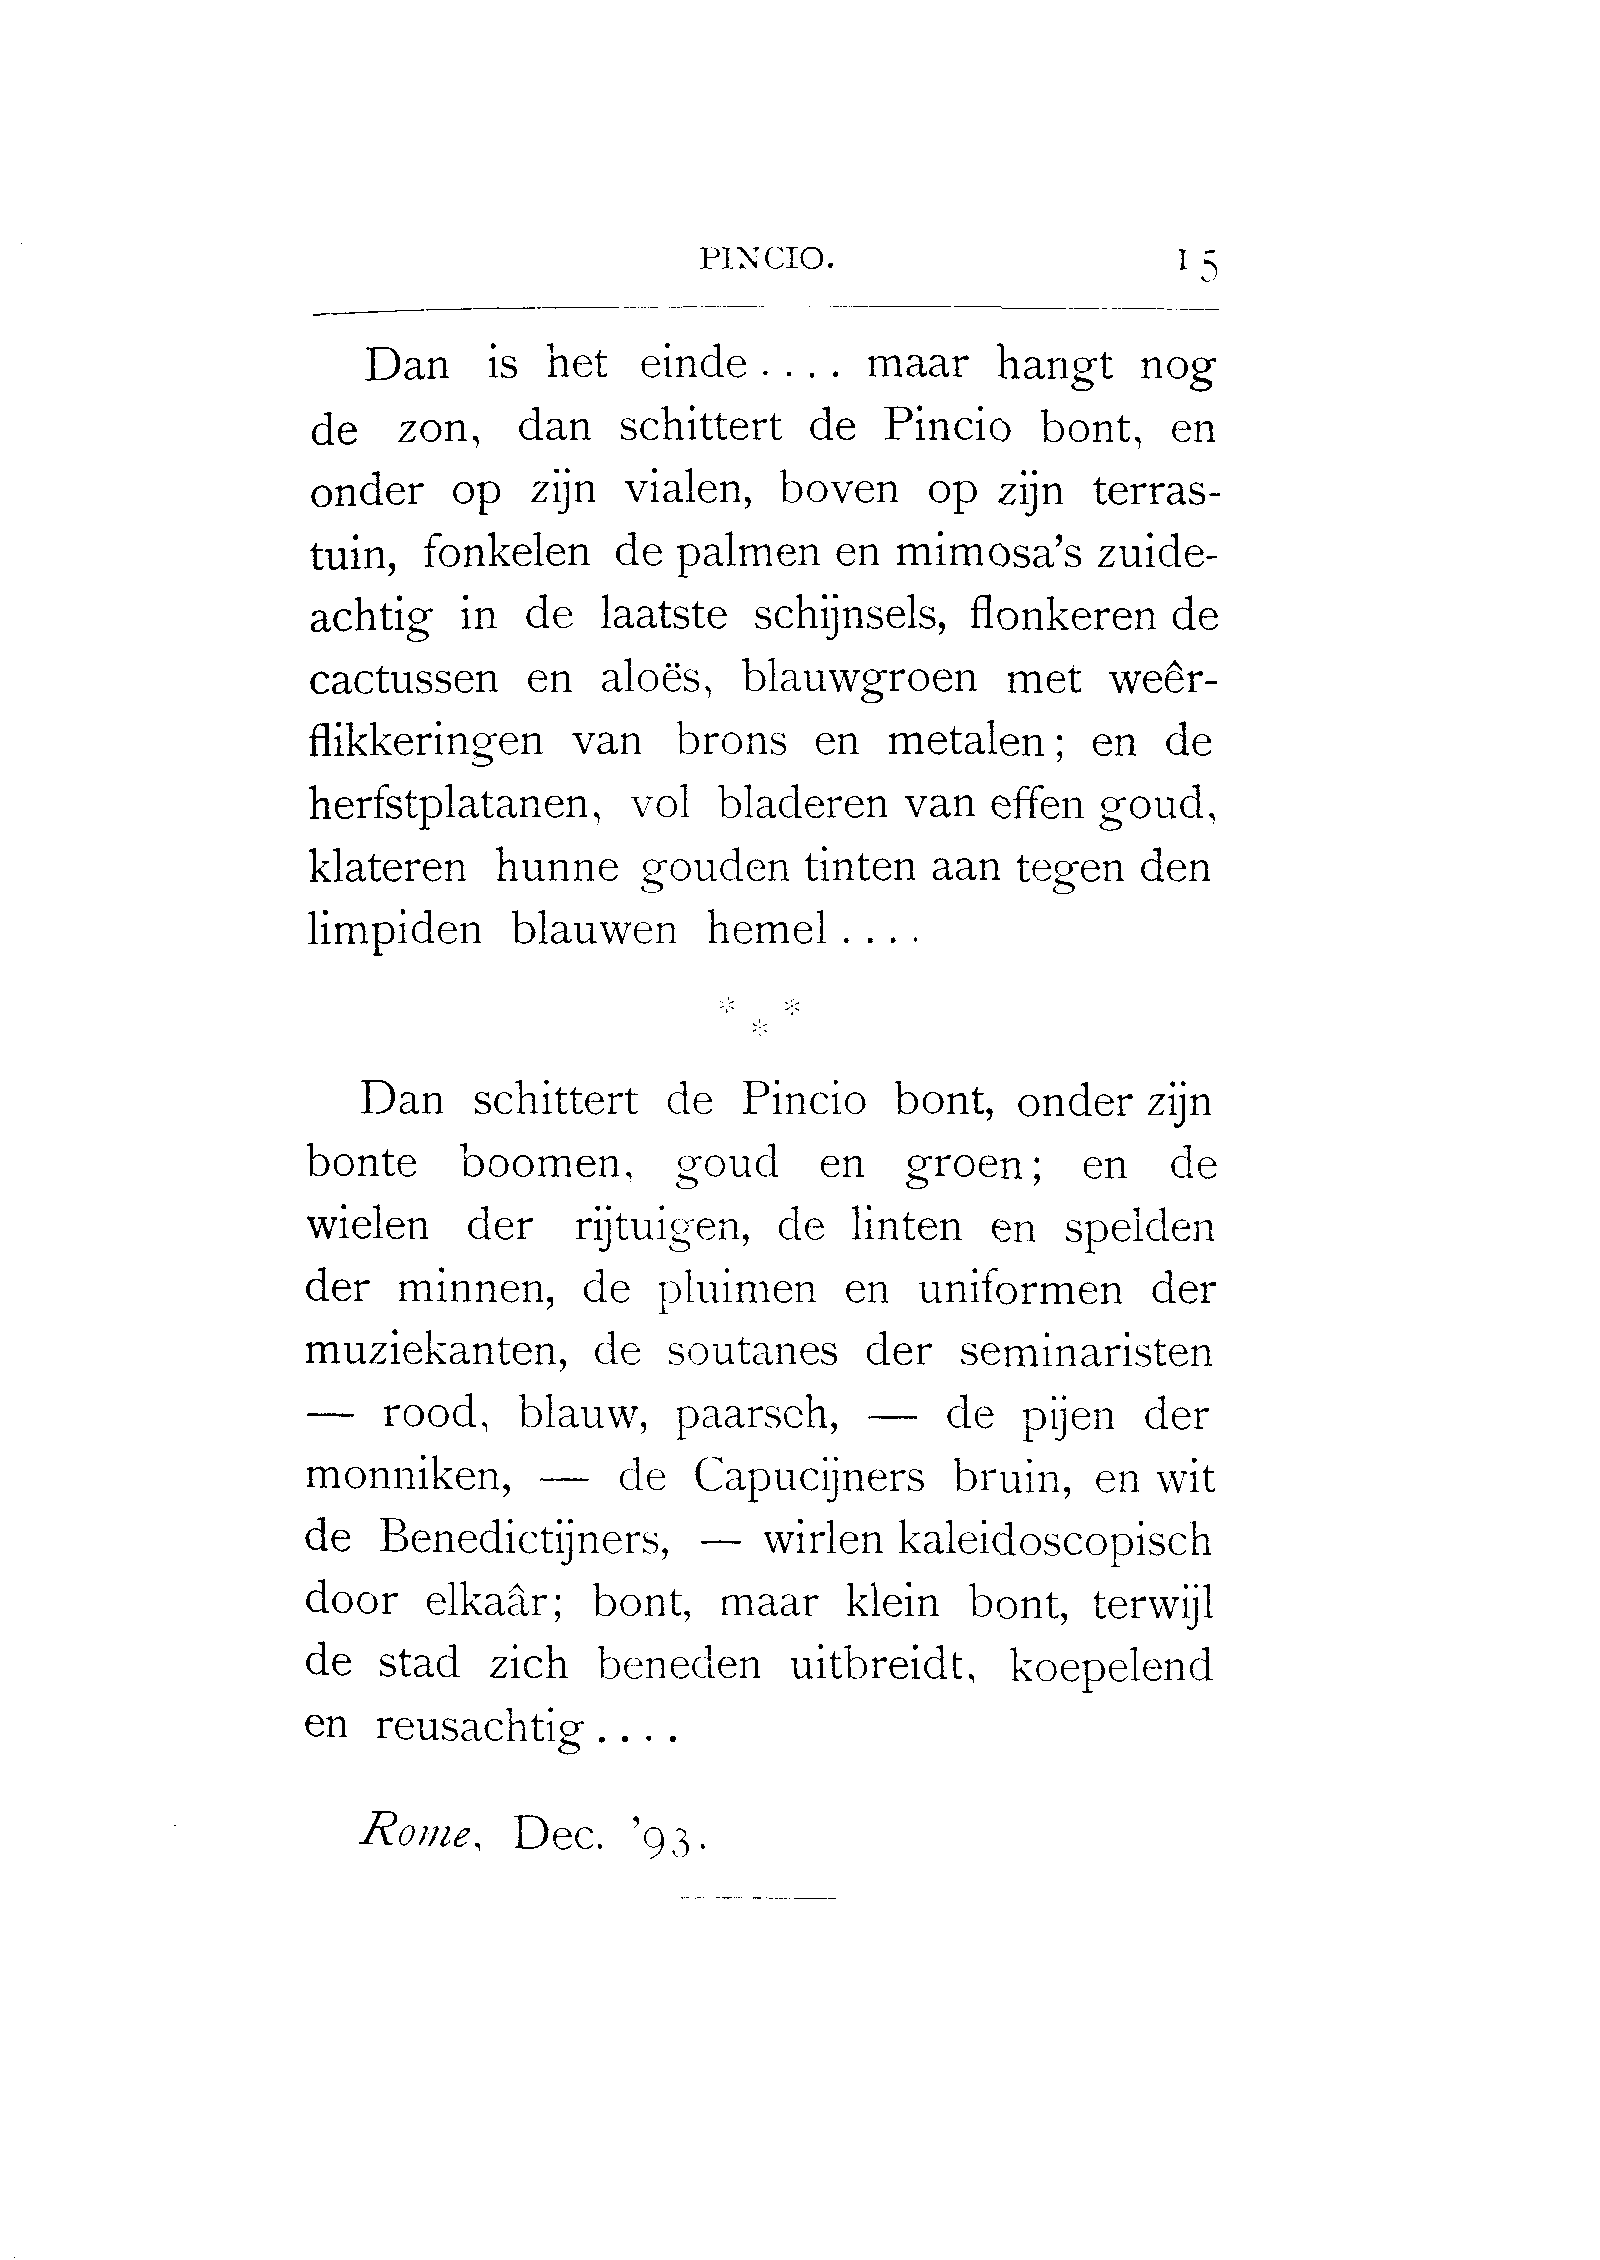 PINCIO. 15
Dan is het einde.... maar hangt nog
de zon, dan schittert de Pincio bont, en
onder op zijn vialen, boven op zijn terras-
tuin, fonkelen de palmen en mimosa's zuide-
achtig in de laatste schijnsels, flonkeren de
cactussen en aloës, blauwgroen met weêr-
flikkeringen van brons en metalen; en de
herfstplatanen, vol bladeren van effen goud,
klateren hunne gouden tinten aan tegen den
limpiden blauwen hemel....
* * *
Dan schittert de Pincio bont, onder zijn
bonte boomen, goud en groen; en de
wielen der rijtuigen, de linten en spelden
der minnen, de pluimen en uniformen der
muziekanten, de soutanes der seminaristen
— rood, blauw, paarsch, — de pijen der
monniken, — de Capucijners bruin, en wit
de Benedictijners, — wirlen kaleidoscopisch
door elkaâr; bont, maar klein bont, terwijl
de stad zich beneden uitbreidt, koepelend
en reusachtig....
Rome, Dec. '93.